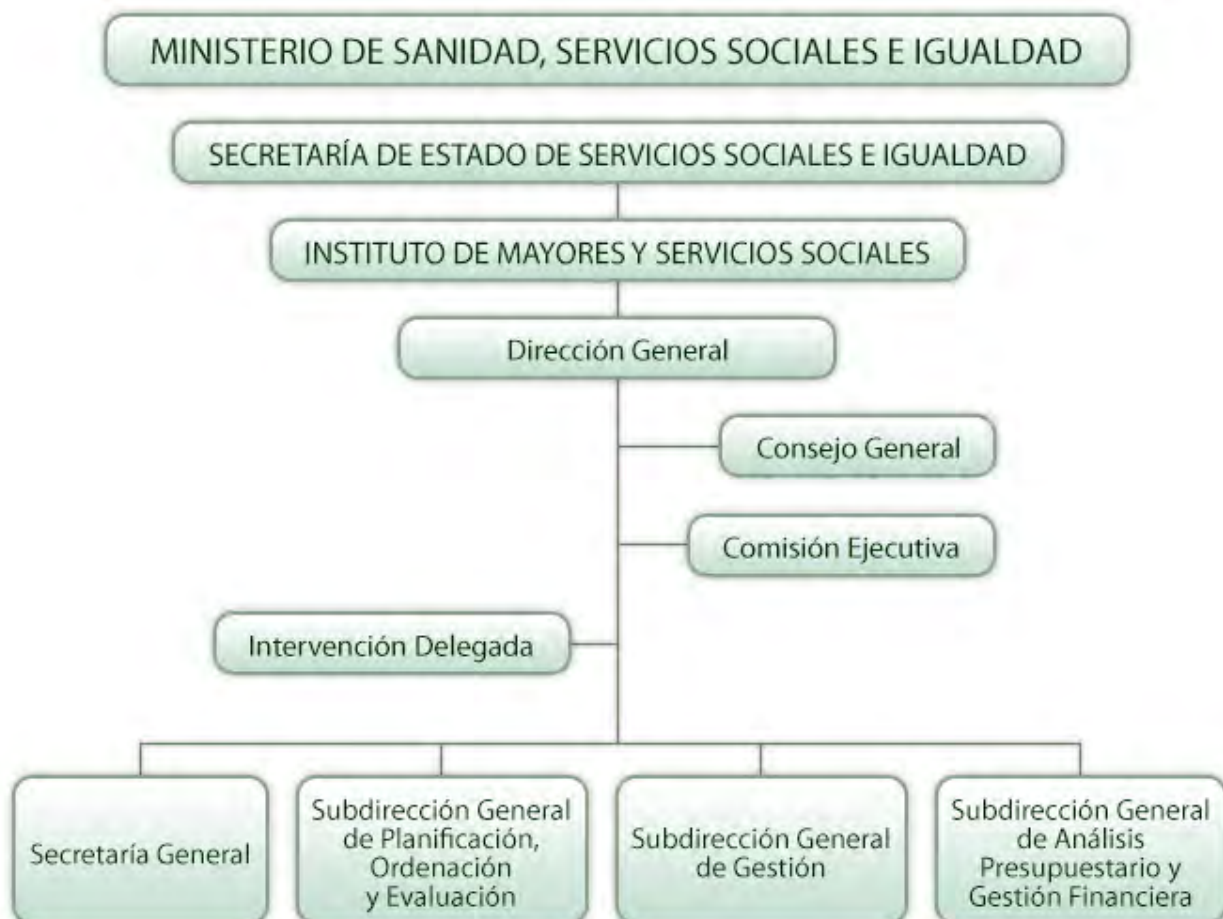 MINISTERIO DE SANIDAD, SERVICIOS SOCIALES E IGUALDAD
SECRETARÍA DE ESTADO DE SERVICIOS SOCIALES E IGUALDAD
INSTITUTO DE MAYORES Y SERVICIOS SOCIALES
Dirección General
Consejo General
Comisión Ejecutiva
Intervención Delegada
Secretaría General
Subdirección General
de Planificación,
Ordenación
y Evaluación
Subdirección General
de Gestión
Subdirección General
de Análisis
Presupuestario y
Gestión Financiera